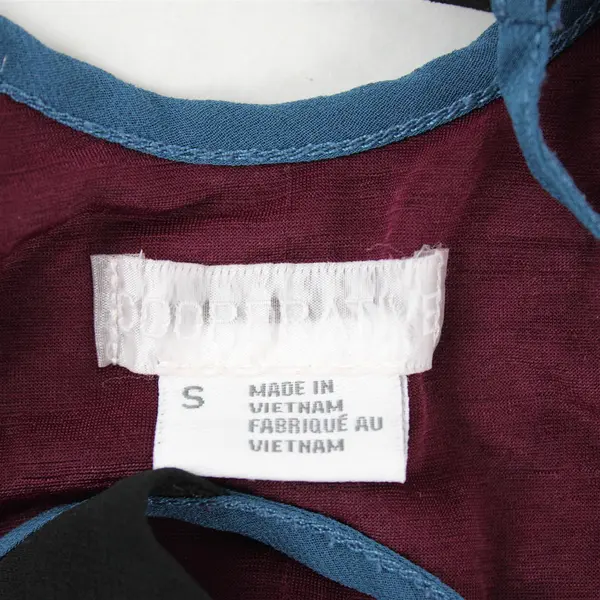 COOPERATIVE
S
MADE IN
VIETNAM
FABRIQUÉ AU
VIETNAM